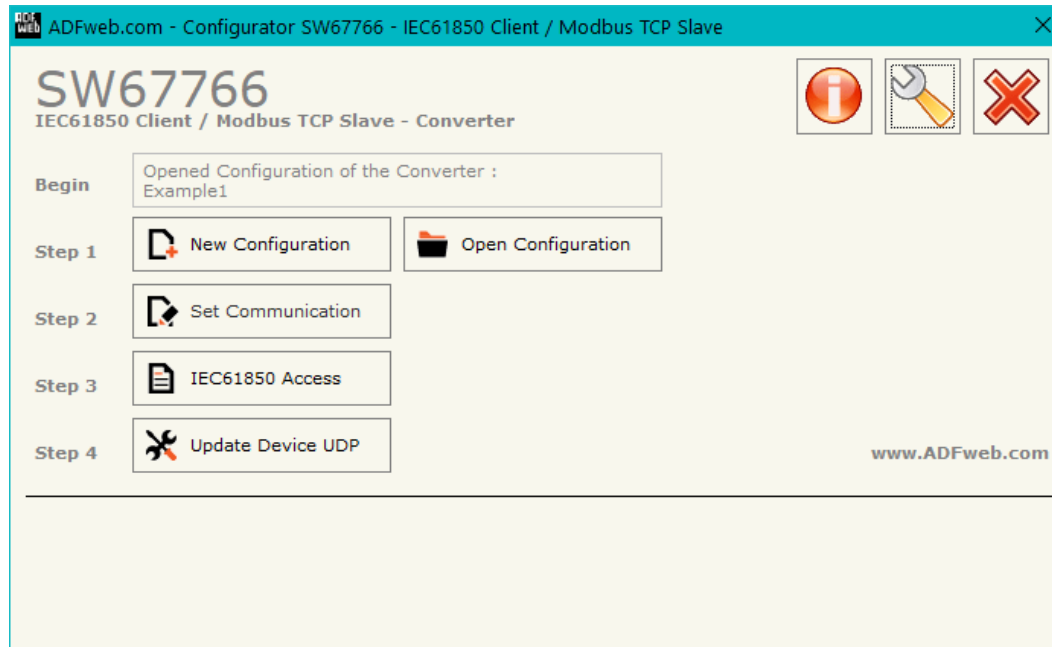 ADF
WEB
ADFweb.com - Configurator SW67766 - IEC61850 Client / Modbus TCP Slave
SW67766
IEC61850 Client / Modbus TCP Slave - Converter
Begin
Opened Configuration of the Converter :
Example1
Step 1
New Configuration
Open Configuration
Step 2
Set Communication
Step 3
IEC61850 Access
Step 4
Update Device UDP
www.ADFweb.com